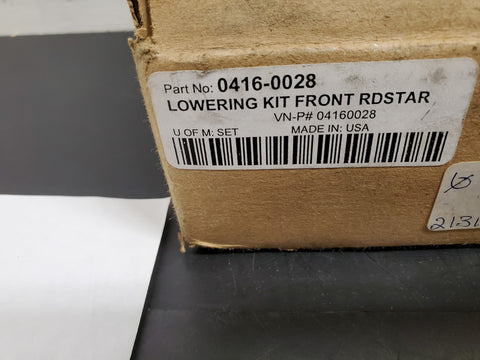 Part No: 0416-0028
LOWERING KIT FRONT RDSTAR
VN-P# 04160028
U OF M: SET MADE IN: USA